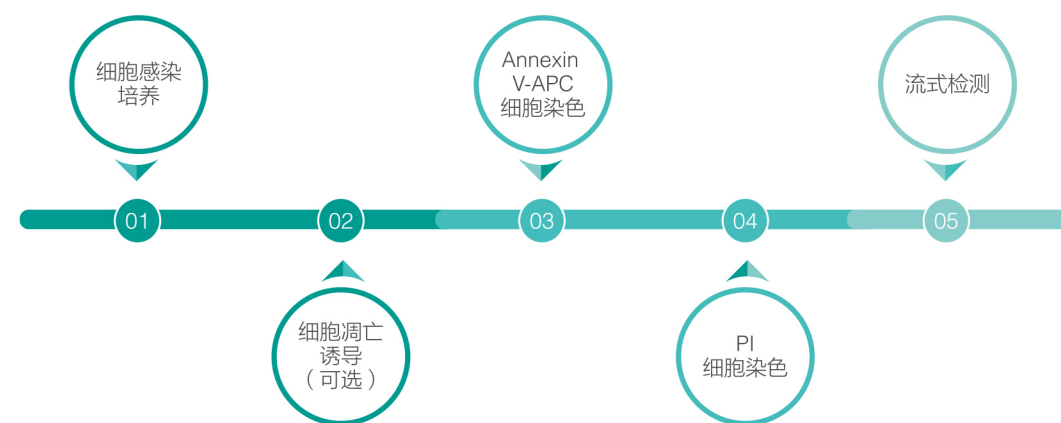 细胞感染
培养
Annexin
V-APC
细胞染色
流式检测
01
02
03
04
05
细胞凋亡
诱导
（可选）
PI
细胞染色